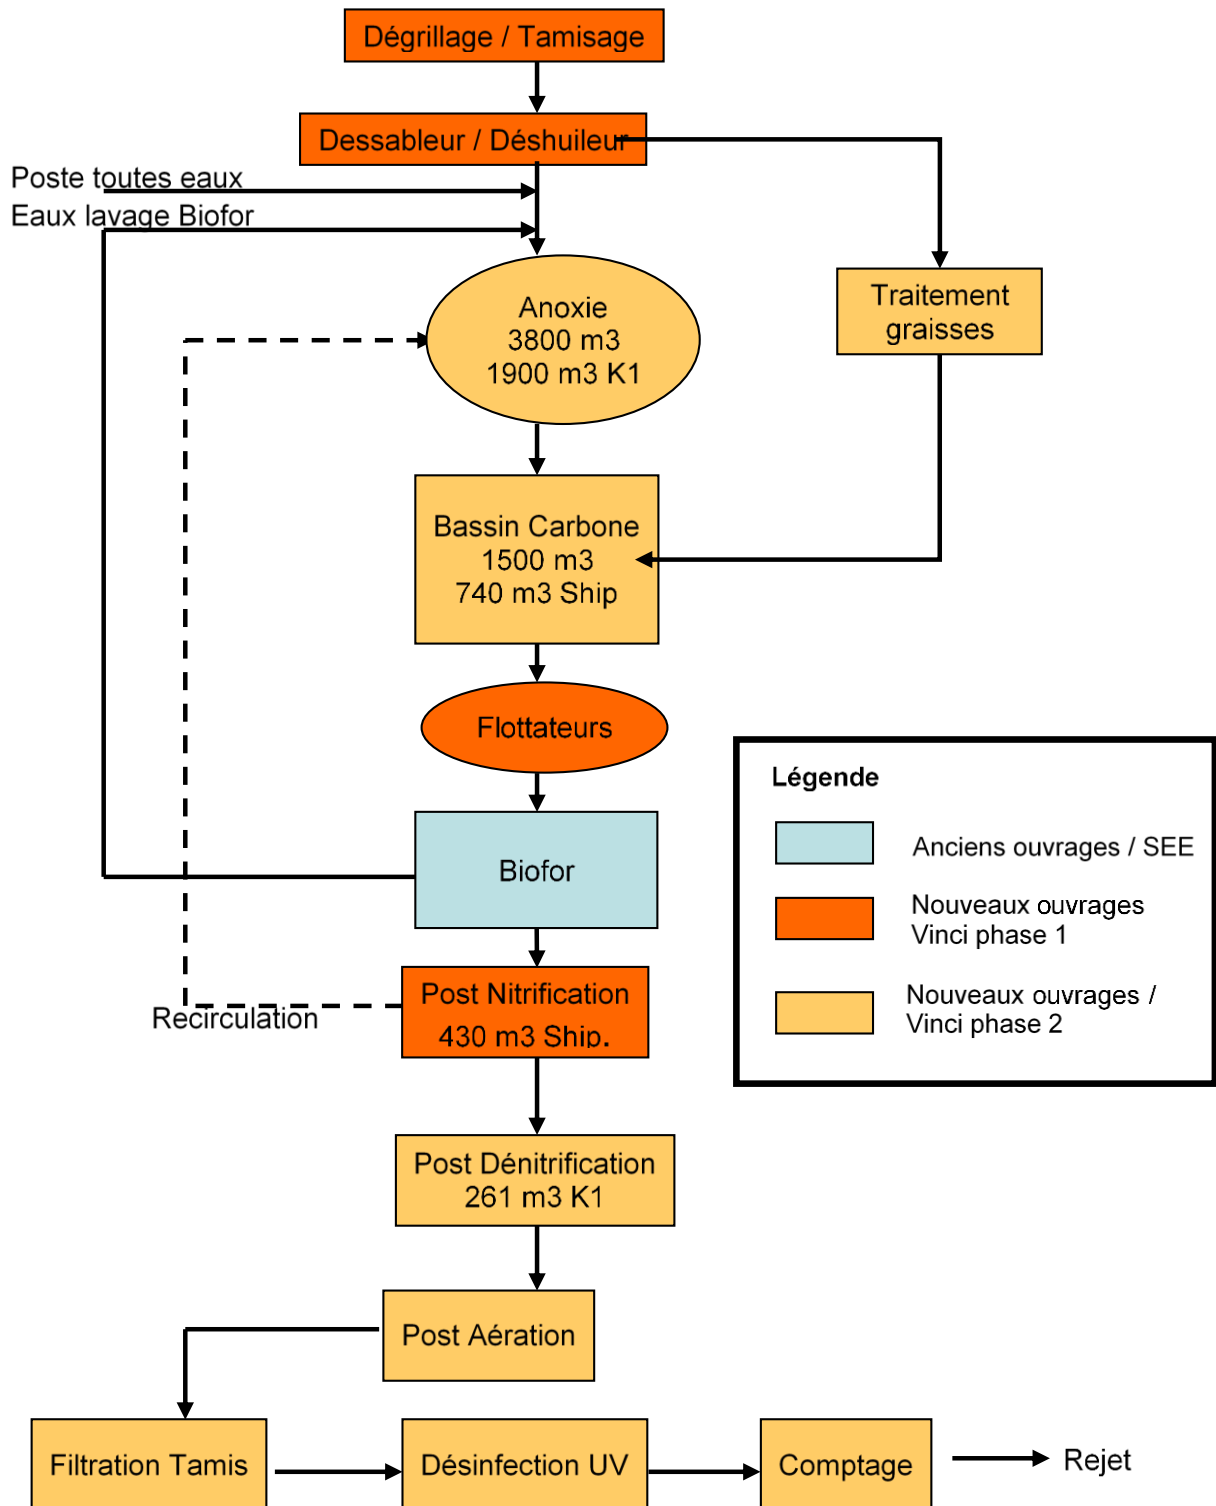 Dégrillage / Tamisage
Dessableur / Déshuileur
Poste toutes eaux
Eaux lavage Biofor
Anoxie
3800 m3
1900 m3 K1
Traitement
graisses
Bassin Carbone
1500 m3
740 m3 Ship
Flottateurs
Biofor
Post Nitrification
430 m3 Ship.
Recirculation
Légende
Anciens ouvrages / SEE
Nouveaux ouvrages
Vinci phase 1
Nouveaux ouvrages /
Vinci phase 2
Post Dénitrification
261 m3 K1
Post Aération
Filtration Tamis
Désinfection UV
Comptage
Rejet